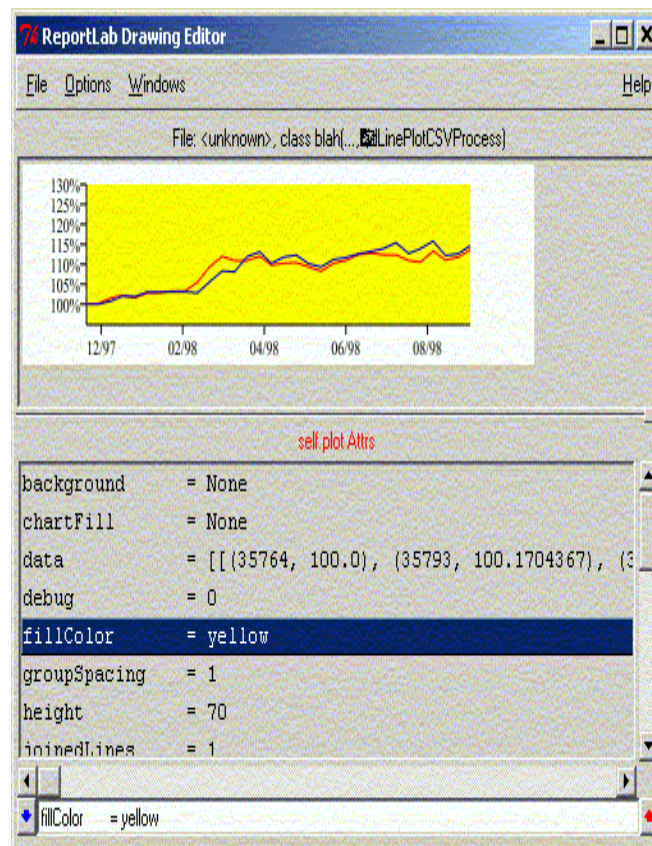 ReportLab Drawing Editor
File Options Windows Help
File: <unknown>, class blah(..., LinePlotCSVProcess)
130%
125%
120%
115%
110%
105%
100%
12/97 02/98 04/98 06/98 08/98
self.plot Attrs
background = None
chartFill = None
data = [[(35764, 100.0), (35793, 100.1704367), (3
debug = 0
fillColor = yellow
groupSpacing = 1
height = 70
joinedLines = 1
fillColor = yellow